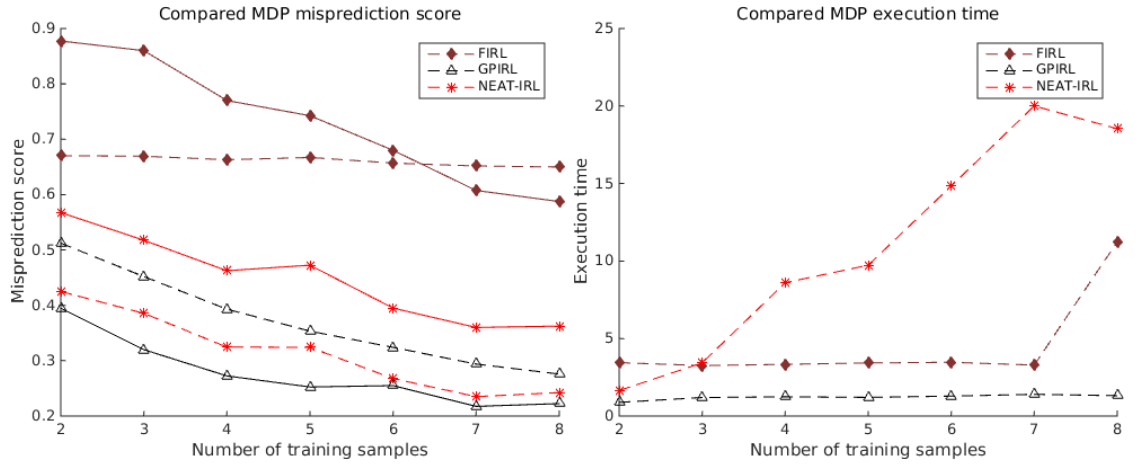 Compared MDP misprediction score
Misprediction score
0.9
0.8
0.7
0.6
0.5
0.4
0.3
0.2
2 3 4 5 6 7 8
Number of training samples
FIRL
GPIRL
NEAT-IRL
Compared MDP execution time
Execution time
25
20
15
10
5
0
2 3 4 5 6 7 8
Number of training samples
FIRL
GPIRL
NEAT-IRL